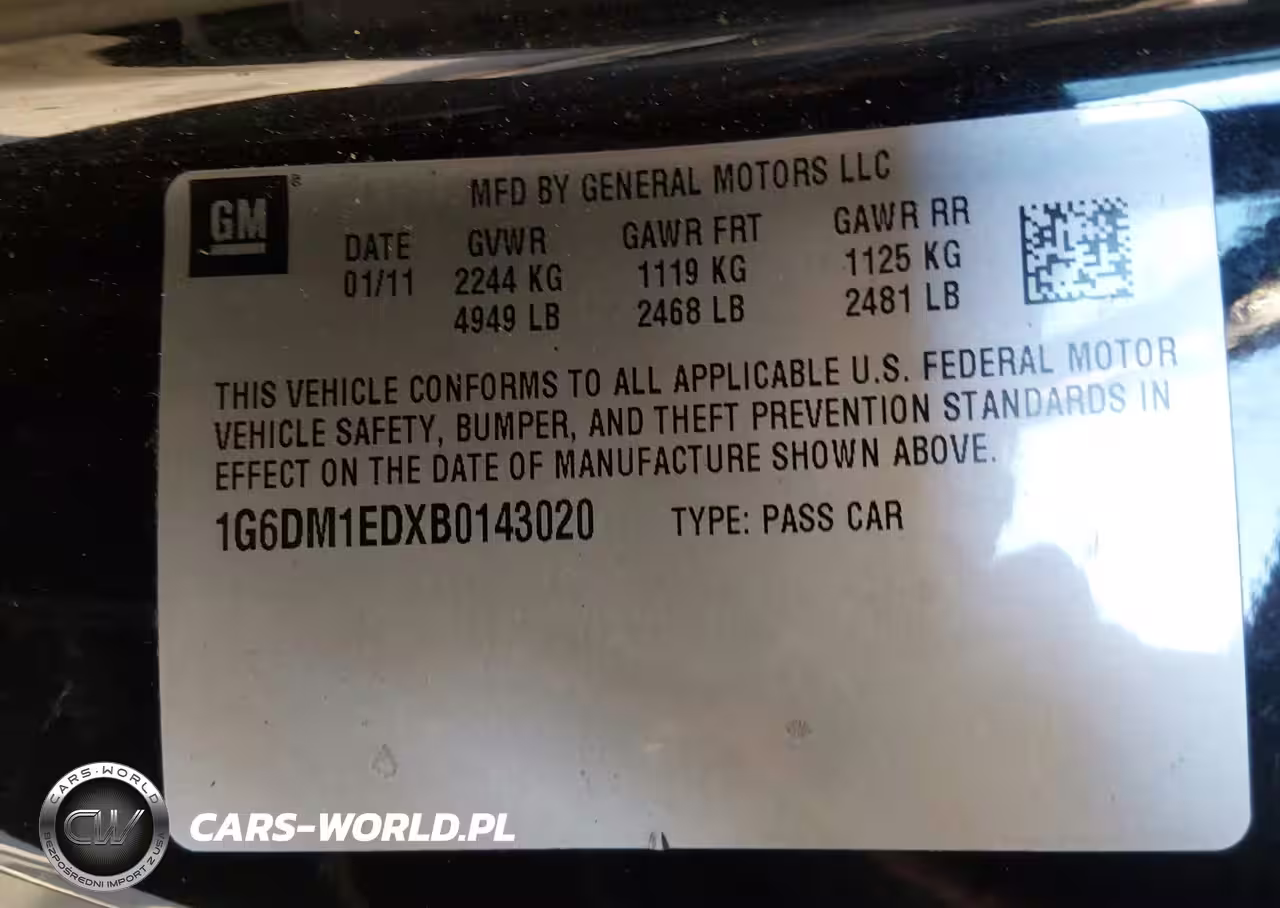 GM
MFD BY GENERAL MOTORS LLC
DATE GVWR GAWR FRT GAWR RR
01/11 2244 KG 1119 KG 1125 KG
4949 LB 2468 LB 2481 LB
THIS VEHICLE CONFORMS TO ALL APPLICABLE U.S. FEDERAL MOTOR
VEHICLE SAFETY, BUMPER, AND THEFT PREVENTION STANDARDS IN
EFFECT ON THE DATE OF MANUFACTURE SHOWN ABOVE.
1G6DM1EDXB0143020 TYPE: PASS CAR
CARS-WORLD
CW
BEZPOŚREDNI IMPORT Z USA
CARS-WORLD.PL